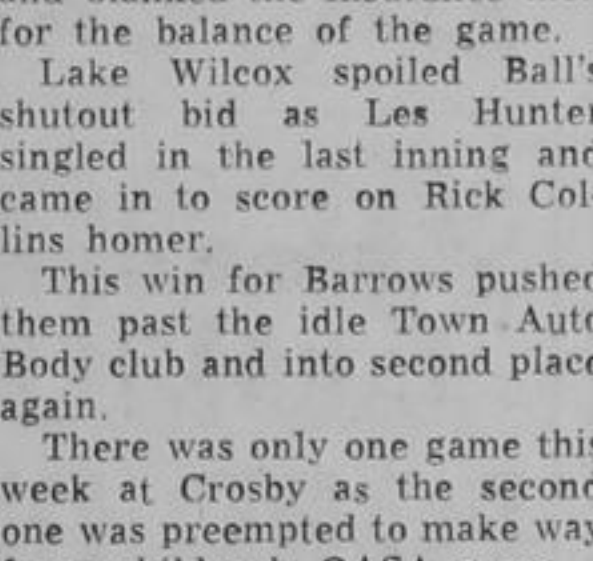 for the balance of the game.
Lake Wilcox spoiled Ball's
shutout bid as Les Hunter
singled in the last inning and
came in to score on Rick Col-
lins homer.
This win for Barrows pushed
them past the idle Town Auto
Body club and into second place
again.
There was only one game this
week at Crosby as the second
one was preempted to make way